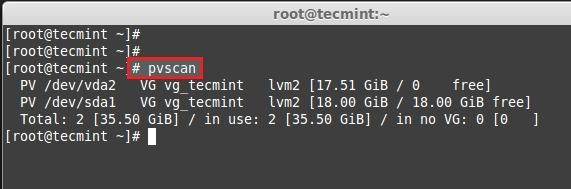 root@tecmint:~
[root@tecmint ~]#
[root@tecmint ~]#
[root@tecmint ~]# pvscan
  PV /dev/vda2   VG vg_tecmint   lvm2 [17.51 GiB / 0    free]
  PV /dev/sda1   VG vg_tecmint   lvm2 [18.00 GiB / 18.00 GiB free]
  Total: 2 [35.50 GiB] / in use: 2 [35.50 GiB] / in no VG: 0 [0   ]
[root@tecmint ~]#